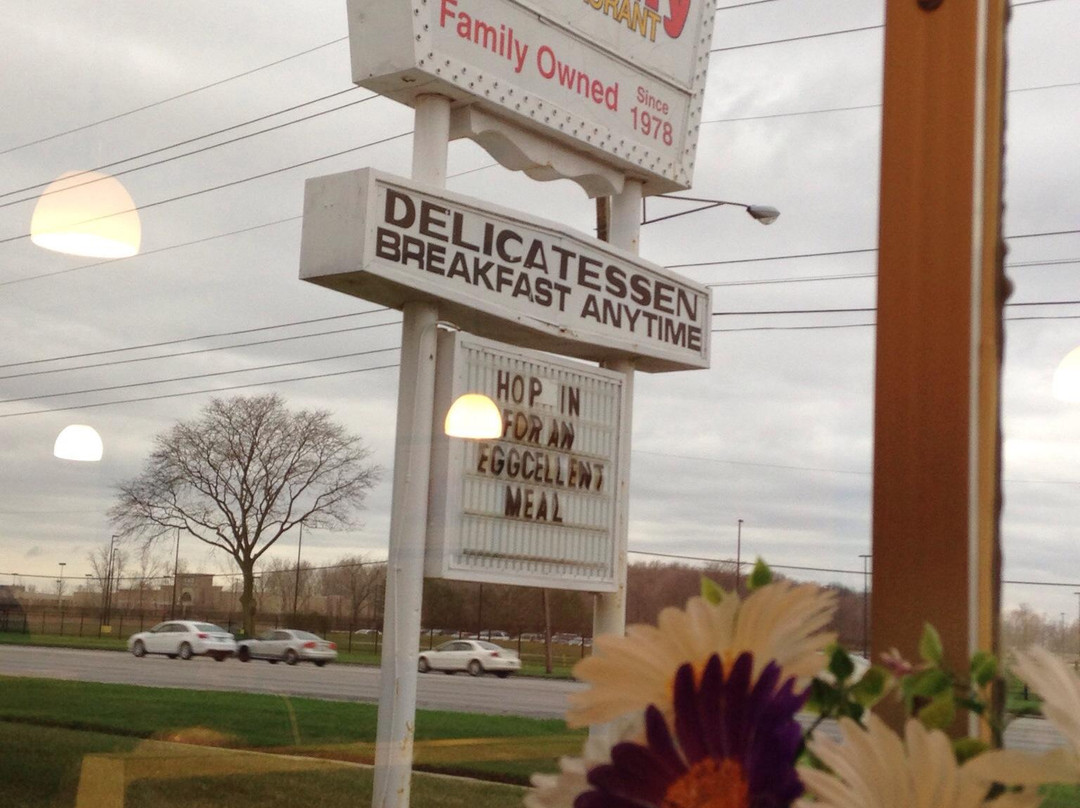 Family Owned
Since
1978
DELICATESSEN
BREAKFAST ANYTIME
HOP IN
FOR AN
EGGCELLENT
MEAL